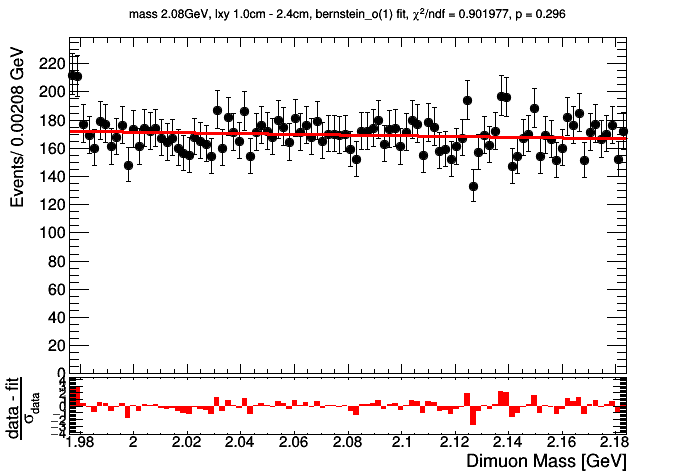 mass 2.08GeV, lxy 1.0cm - 2.4cm, bernstein_o(1) fit, χ²/ndf = 0.901977, p = 0.296
Events/ 0.00208 GeV
220
200
180
160
140
120
100
80
60
40
20
0
data - fit
σdata
4
0
−4
1.98 2 2.02 2.04 2.06 2.08 2.1 2.12 2.14 2.16 2.18
Dimuon Mass [GeV]